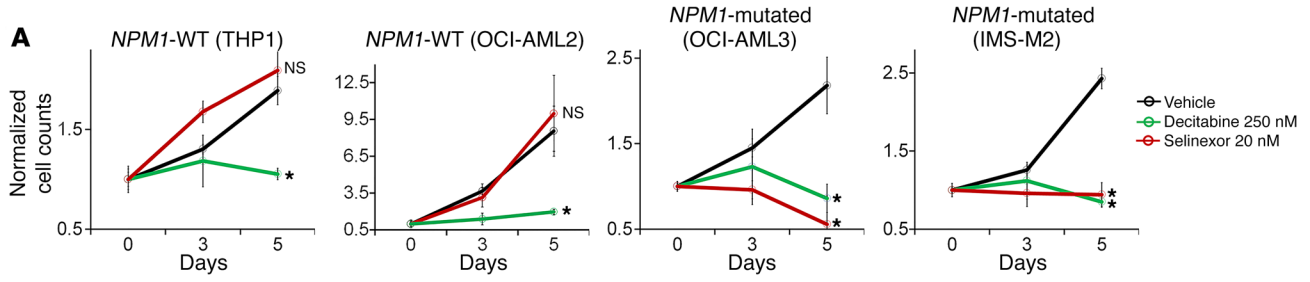 A
NPM1-WT (THP1)
NPM1-WT (OCI-AML2)
NPM1-mutated
(OCI-AML3)
NPM1-mutated
(IMS-M2)
Normalized
cell counts
1.5
0.5
0 3 5
Days
NS
*
12.5
9.5
6.5
3.5
0.5
0 3 5
Days
NS
*
2.5
1.5
0.5
0 3 5
Days
*
*
2.5
1.5
0.5
0 3 5
Days
*
*
Vehicle
Decitabine 250 nM
Selinexor 20 nM